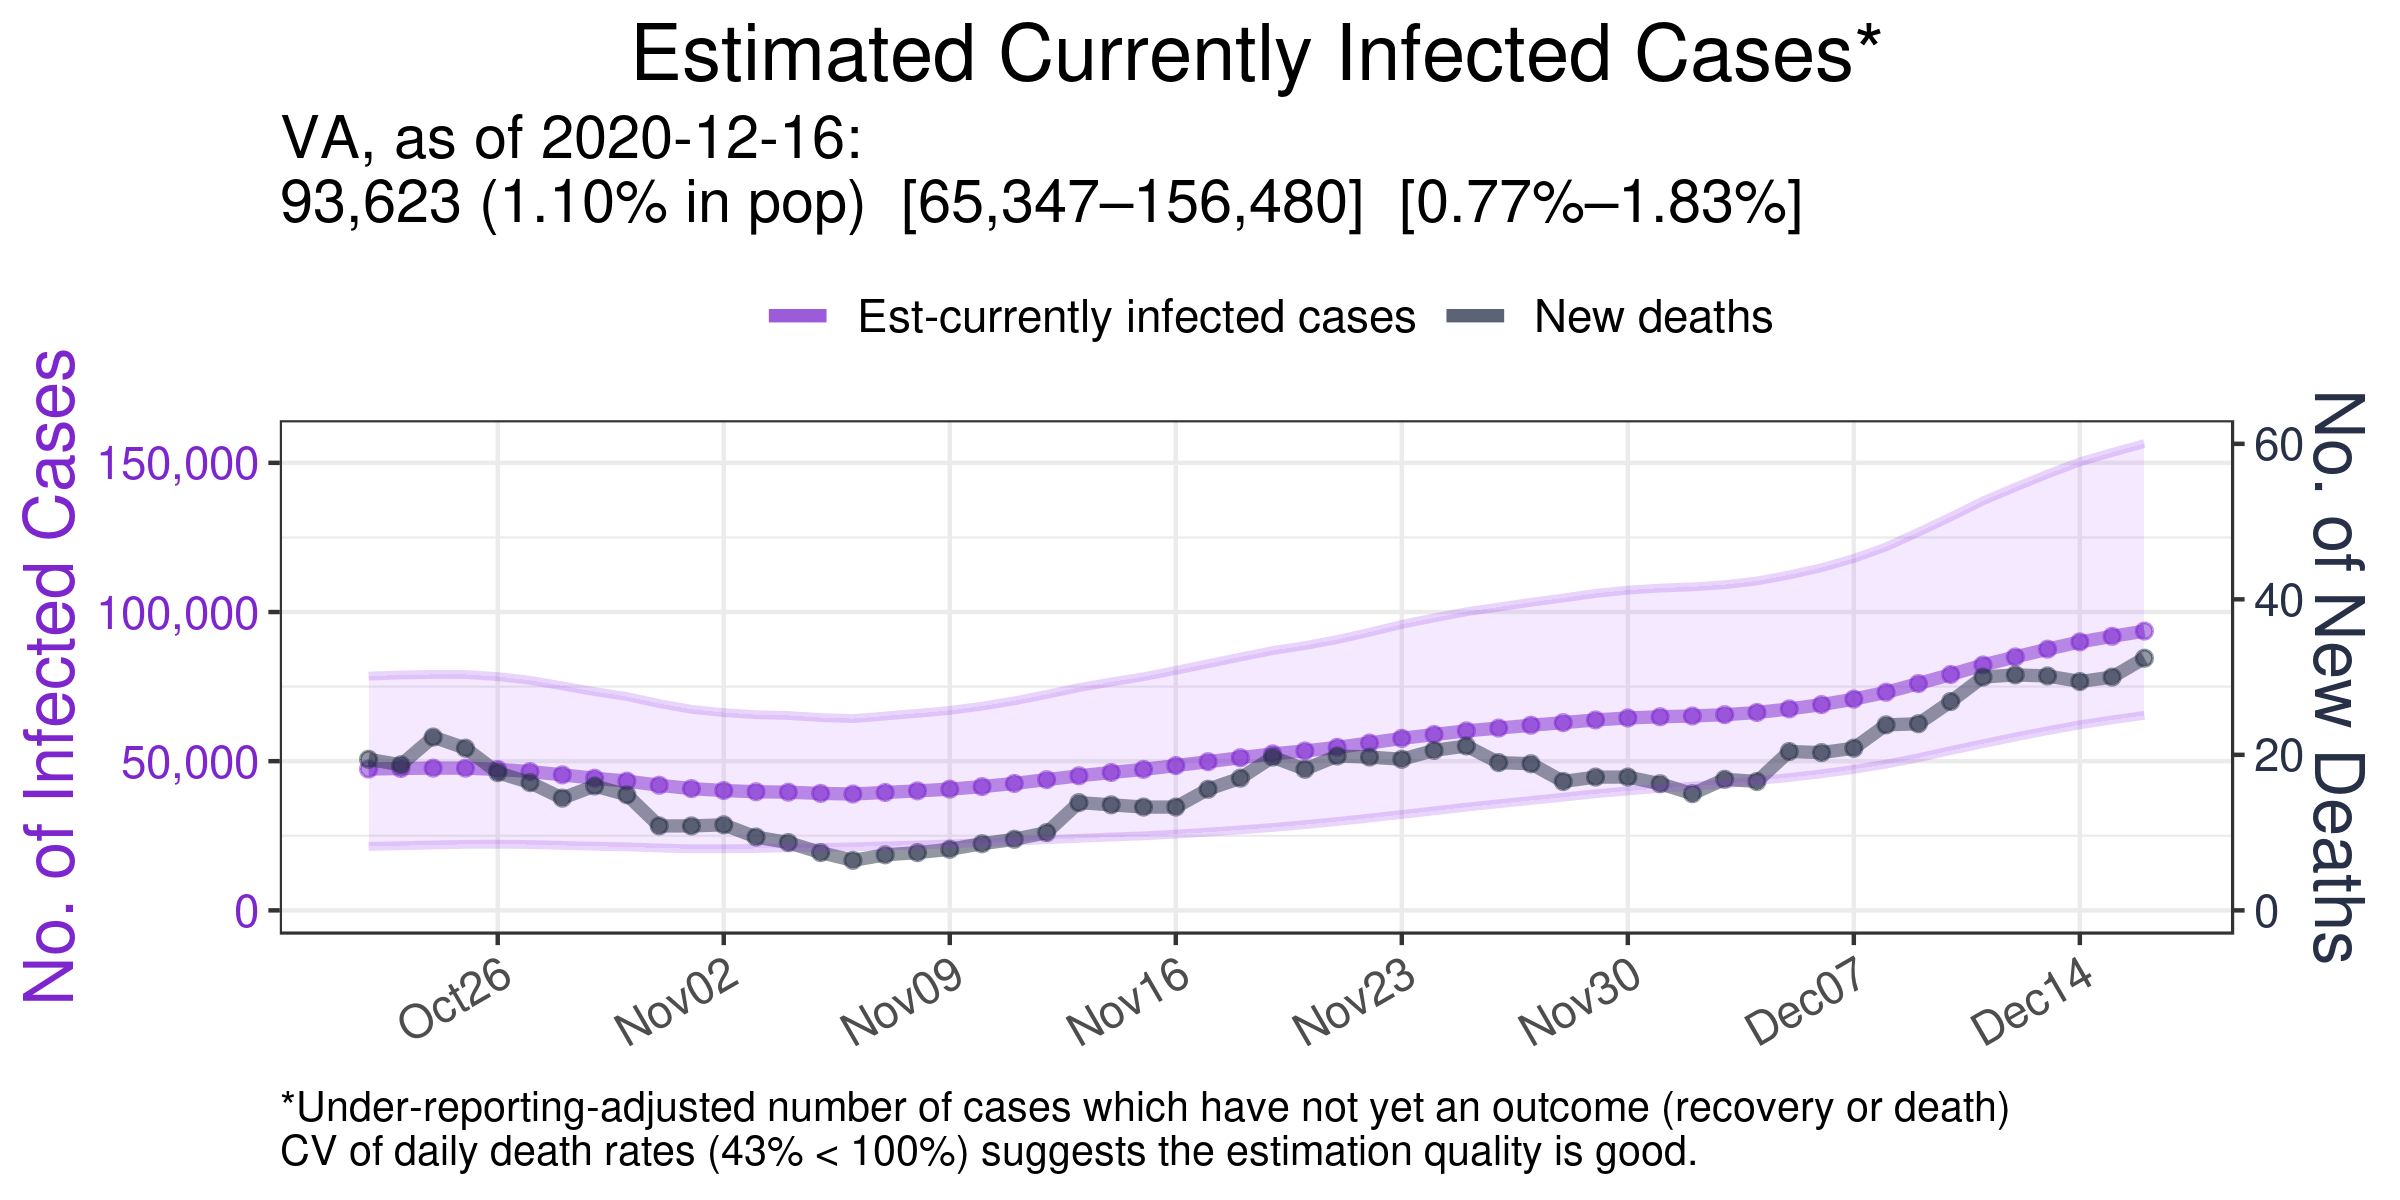 Estimated Currently Infected Cases*
VA, as of 2020-12-16:
93,623 (1.10% in pop)  [65,347–156,480]  [0.77%–1.83%]
Est-currently infected cases
New deaths
No. of Infected Cases
150,000
100,000
50,000
0
No. of New Deaths
60
40
20
0
Oct26
Nov02
Nov09
Nov16
Nov23
Nov30
Dec07
Dec14
*Under-reporting-adjusted number of cases which have not yet an outcome (recovery or death)
CV of daily death rates (43% < 100%) suggests the estimation quality is good.